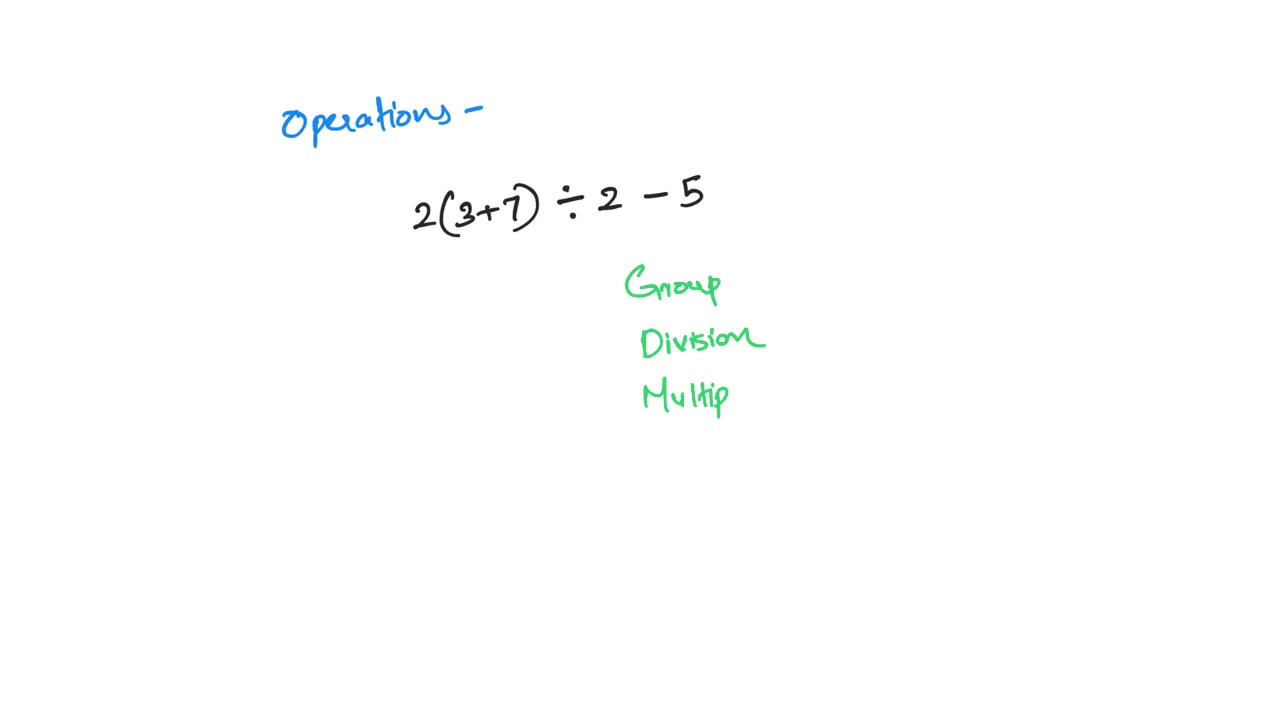 Operations -
2(3+7) ÷ 2 - 5
Group
Division
Multip